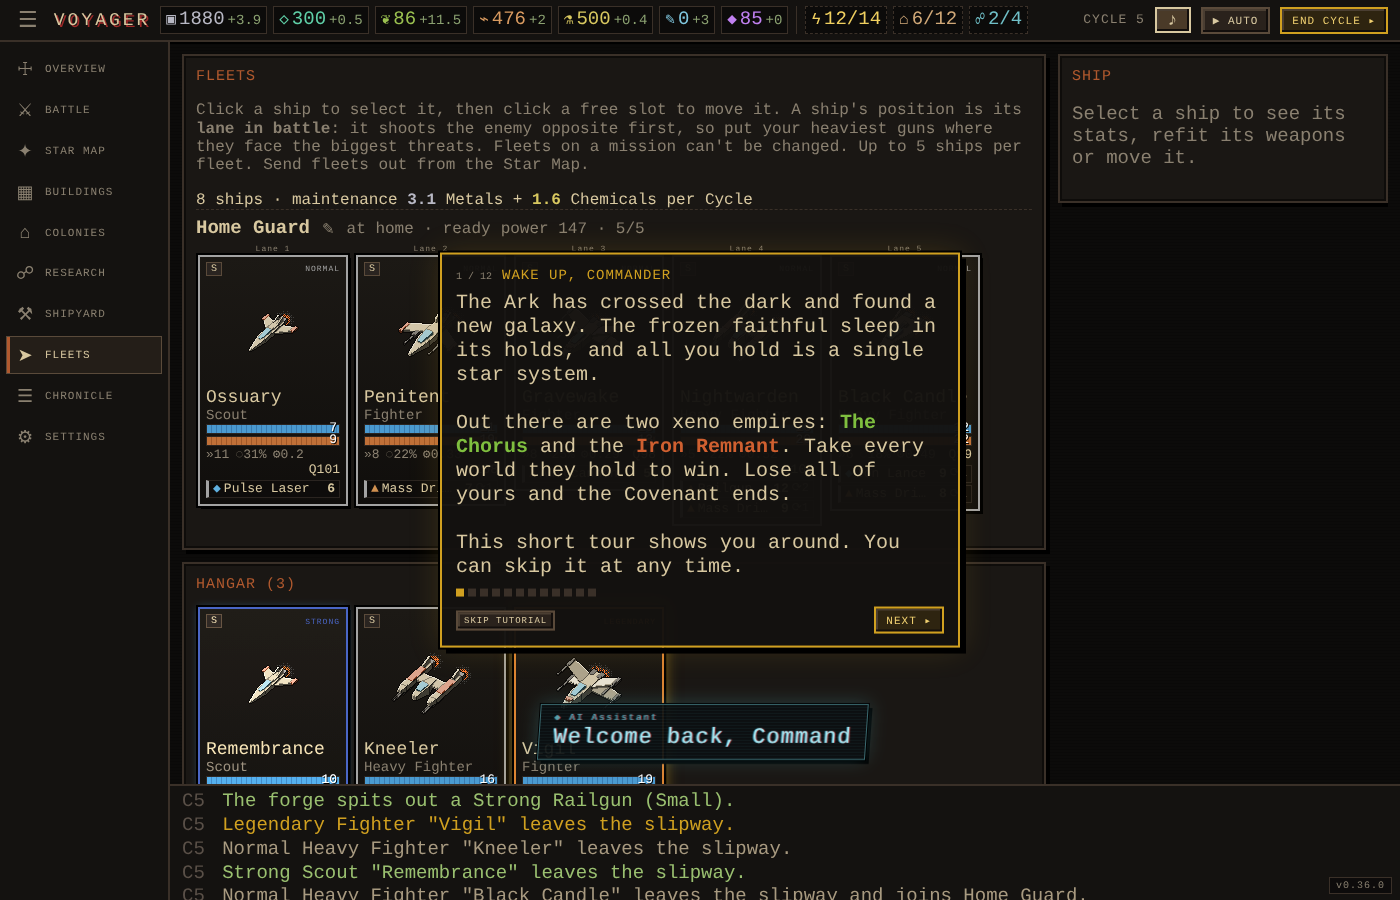 VOYAGER
1880 +3.9
300 +0.5
86 +11.5
476 +2
500 +0.4
0 +3
85 +0
12/14
6/12
2/4
CYCLE 5
AUTO
END CYCLE
OVERVIEW
BATTLE
STAR MAP
BUILDINGS
COLONIES
RESEARCH
SHIPYARD
FLEETS
CHRONICLE
SETTINGS
FLEETS
Click a ship to select it, then click a free slot to move it. A ship's position is its
lane in battle: it shoots the enemy opposite first, so put your heaviest guns where
they face the biggest threats. Fleets on a mission can't be changed. Up to 5 ships per
fleet. Send fleets out from the Star Map.
8 ships · maintenance 3.1 Metals + 1.6 Chemicals per Cycle
Home Guard at home · ready power 147 · 5/5
Lane 1
Lane 2
Lane 3
Lane 4
Lane 5
S NORMAL
Ossuary
Scout
7
9
»11 31% 0.2
Q101
Pulse Laser 6
S
Peniten
Fighter
»8 22%
Mass Dr
Gravewake
Nightwarden
Black Candle
1 / 12 WAKE UP, COMMANDER
The Ark has crossed the dark and found a
new galaxy. The frozen faithful sleep in
its holds, and all you hold is a single
star system.
Out there are two xeno empires: The
Chorus and the Iron Remnant. Take every
world they hold to win. Lose all of
yours and the Covenant ends.
This short tour shows you around. You
can skip it at any time.
SKIP TUTORIAL
NEXT
HANGAR (3)
S STRONG
Remembrance
Scout
10
S
Kneeler
Heavy Fighter
16
Vigil
Fighter
19
AI Assistant
Welcome back, Command
SHIP
Select a ship to see its
stats, refit its weapons
or move it.
C5 The forge spits out a Strong Railgun (Small).
C5 Legendary Fighter "Vigil" leaves the slipway.
C5 Normal Heavy Fighter "Kneeler" leaves the slipway.
C5 Strong Scout "Remembrance" leaves the slipway.
C5 Normal Heavy Fighter "Black Candle" leaves the slipway and joins Home Guard.
v0.36.0